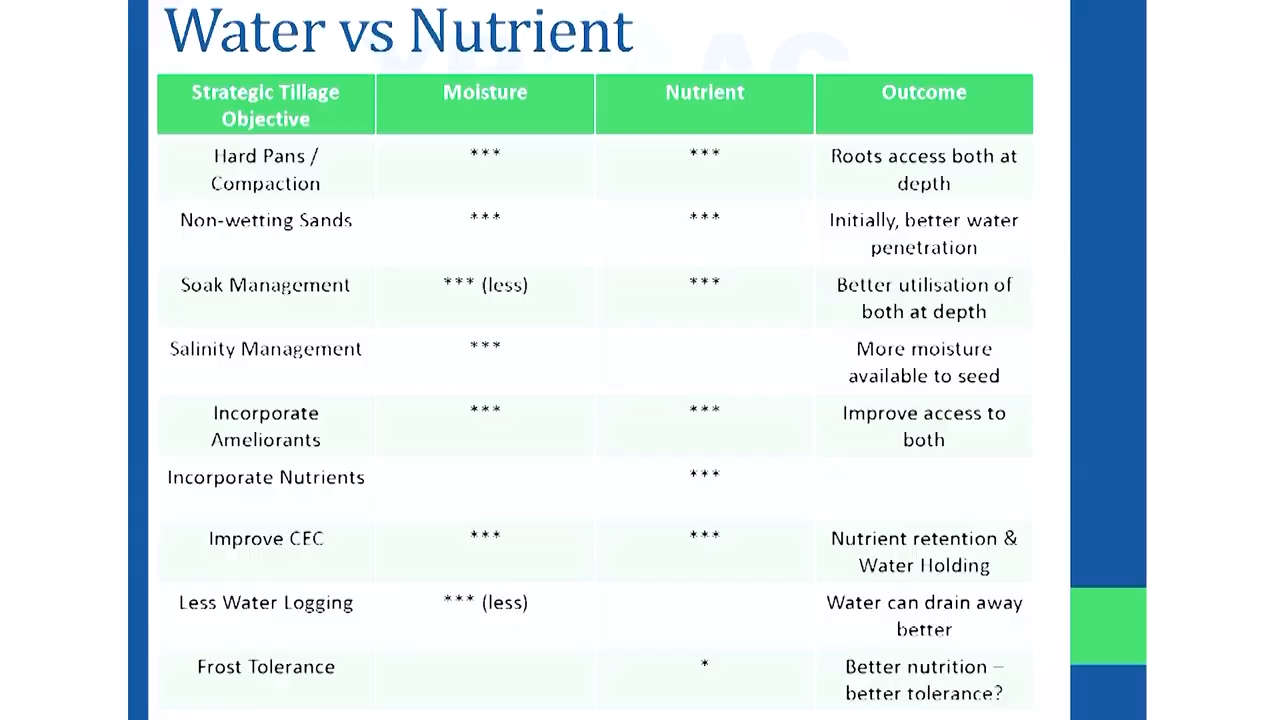 Water vs Nutrient
Strategic Tillage Objective | Moisture | Nutrient | Outcome
Hard Pans / Compaction | *** | *** | Roots access both at depth
Non-wetting Sands | *** | *** | Initially, better water penetration
Soak Management | *** (less) | *** | Better utilisation of both at depth
Salinity Management | *** | | More moisture available to seed
Incorporate Ameliorants | *** | *** | Improve access to both
Incorporate Nutrients | | *** |
Improve CEC | *** | *** | Nutrient retention & Water Holding
Less Water Logging | *** (less) | | Water can drain away better
Frost Tolerance | | * | Better nutrition – better tolerance?